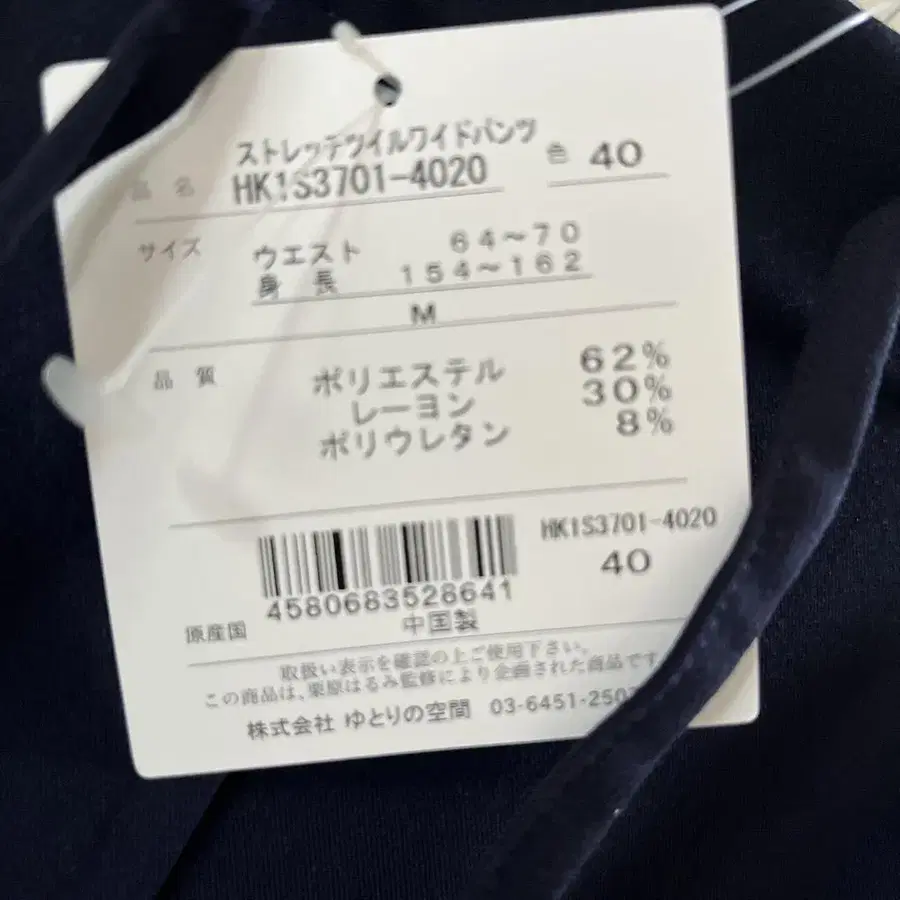 ストレッチツイルワイドパンツ
品名 HK1S3701-4020 色 40
サイズ ウエスト 64～70
身長 154～162
M
品質 ポリエステル 62%
レーヨン 30%
ポリウレタン 8%
HK1S3701-4020
40
4580683528641
原産国 中国製
取扱い表示を確認の上ご使用下さい。
この商品は、栗原はるみ監修により企画された商品です
株式会社 ゆとりの空間 03-6451-250